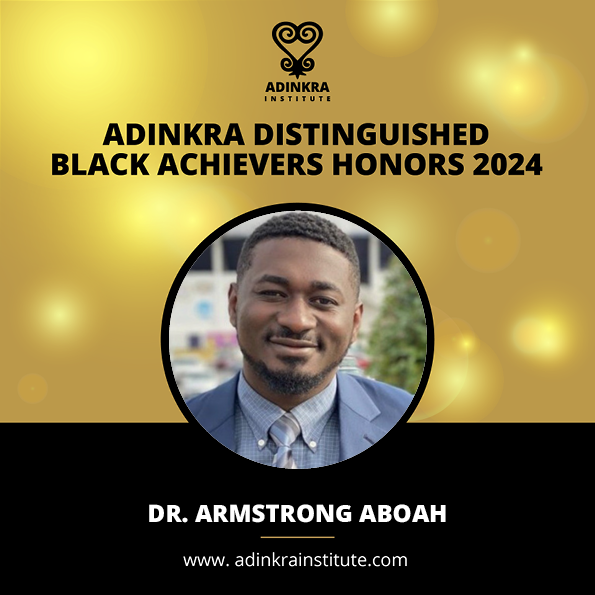 ADINKRA
INSTITUTE
ADINKRA DISTINGUISHED
BLACK ACHIEVERS HONORS 2024
DR. ARMSTRONG ABOAH
www. adinkrainstitute.com